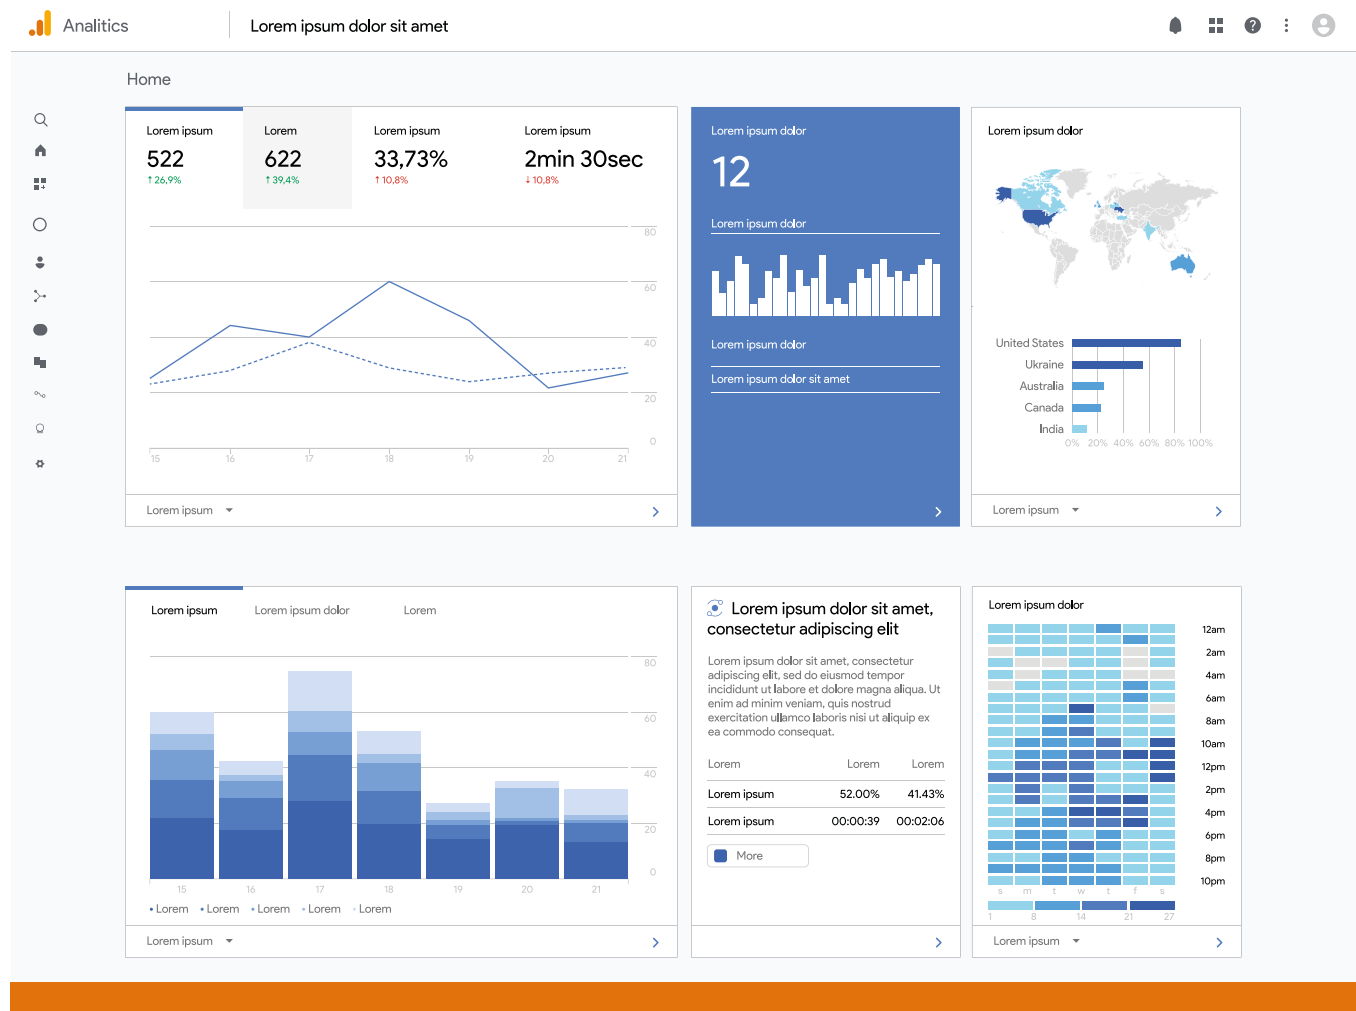 Analitics
Lorem ipsum dolor sit amet
Home
Lorem ipsum
522
↑26,9%
Lorem
622
↑39,4%
Lorem ipsum
33,73%
↑10,8%
Lorem ipsum
2min 30sec
↓10,8%
80
60
40
20
0
15 16 17 18 19 20 21
Lorem ipsum
Lorem ipsum dolor
12
Lorem ipsum dolor
Lorem ipsum dolor
Lorem ipsum dolor sit amet
Lorem ipsum dolor
United States
Ukraine
Australia
Canada
India
0% 20% 40% 60% 80% 100%
Lorem ipsum
Lorem ipsum Lorem ipsum dolor Lorem
80
60
40
20
0
15 16 17 18 19 20 21
• Lorem • Lorem • Lorem • Lorem • Lorem
Lorem ipsum
Lorem ipsum dolor sit amet,
consectetur adipiscing elit
Lorem ipsum dolor sit amet, consectetur
adipiscing elit, sed do eiusmod tempor
incididunt ut labore et dolore magna aliqua. Ut
enim ad minim veniam, quis nostrud
exercitation ullamco laboris nisi ut aliquip ex
ea commodo consequat.
Lorem Lorem Lorem
Lorem ipsum 52.00% 41.43%
Lorem ipsum 00:00:39 00:02:06
More
Lorem ipsum dolor
12am
2am
4am
6am
8am
10am
12pm
2pm
4pm
6pm
8pm
10pm
s m t w t f s
1 8 14 21 27
Lorem ipsum